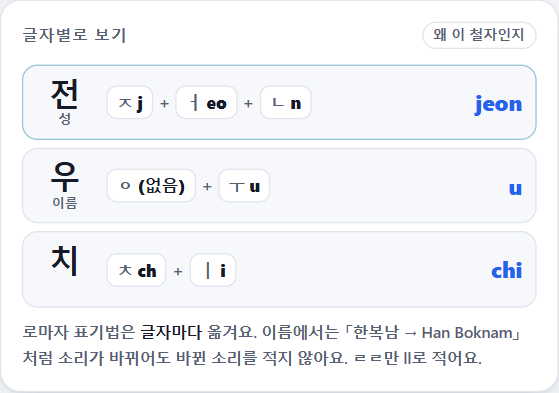 글자별로 보기
왜 이 철자인지
전
성
ㅈ j + ㅓ eo + ㄴ n
jeon
우
이름
ㅇ (없음) + ㅜ u
u
치
ㅊ ch + ㅣ i
chi
로마자 표기법은 글자마다 옮겨요. 이름에서는 「한복남 → Han Boknam」
처럼 소리가 바뀌어도 바뀐 소리를 적지 않아요. ㄹㄹ만 ll로 적어요.